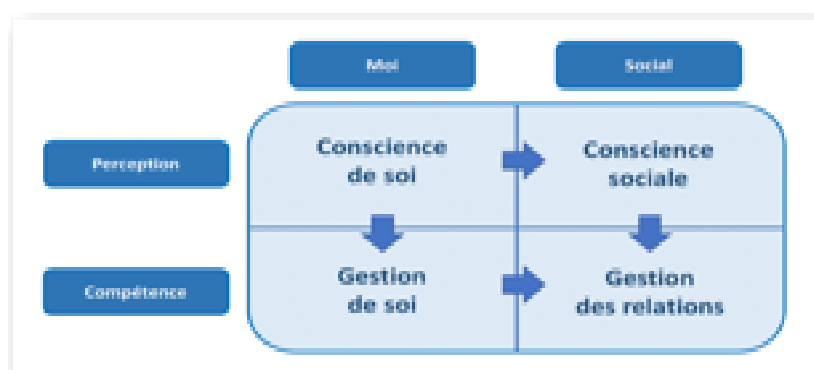 Moi
Social
Perception
Conscience
de soi
Conscience
sociale
Compétence
Gestion
de soi
Gestion
des relations